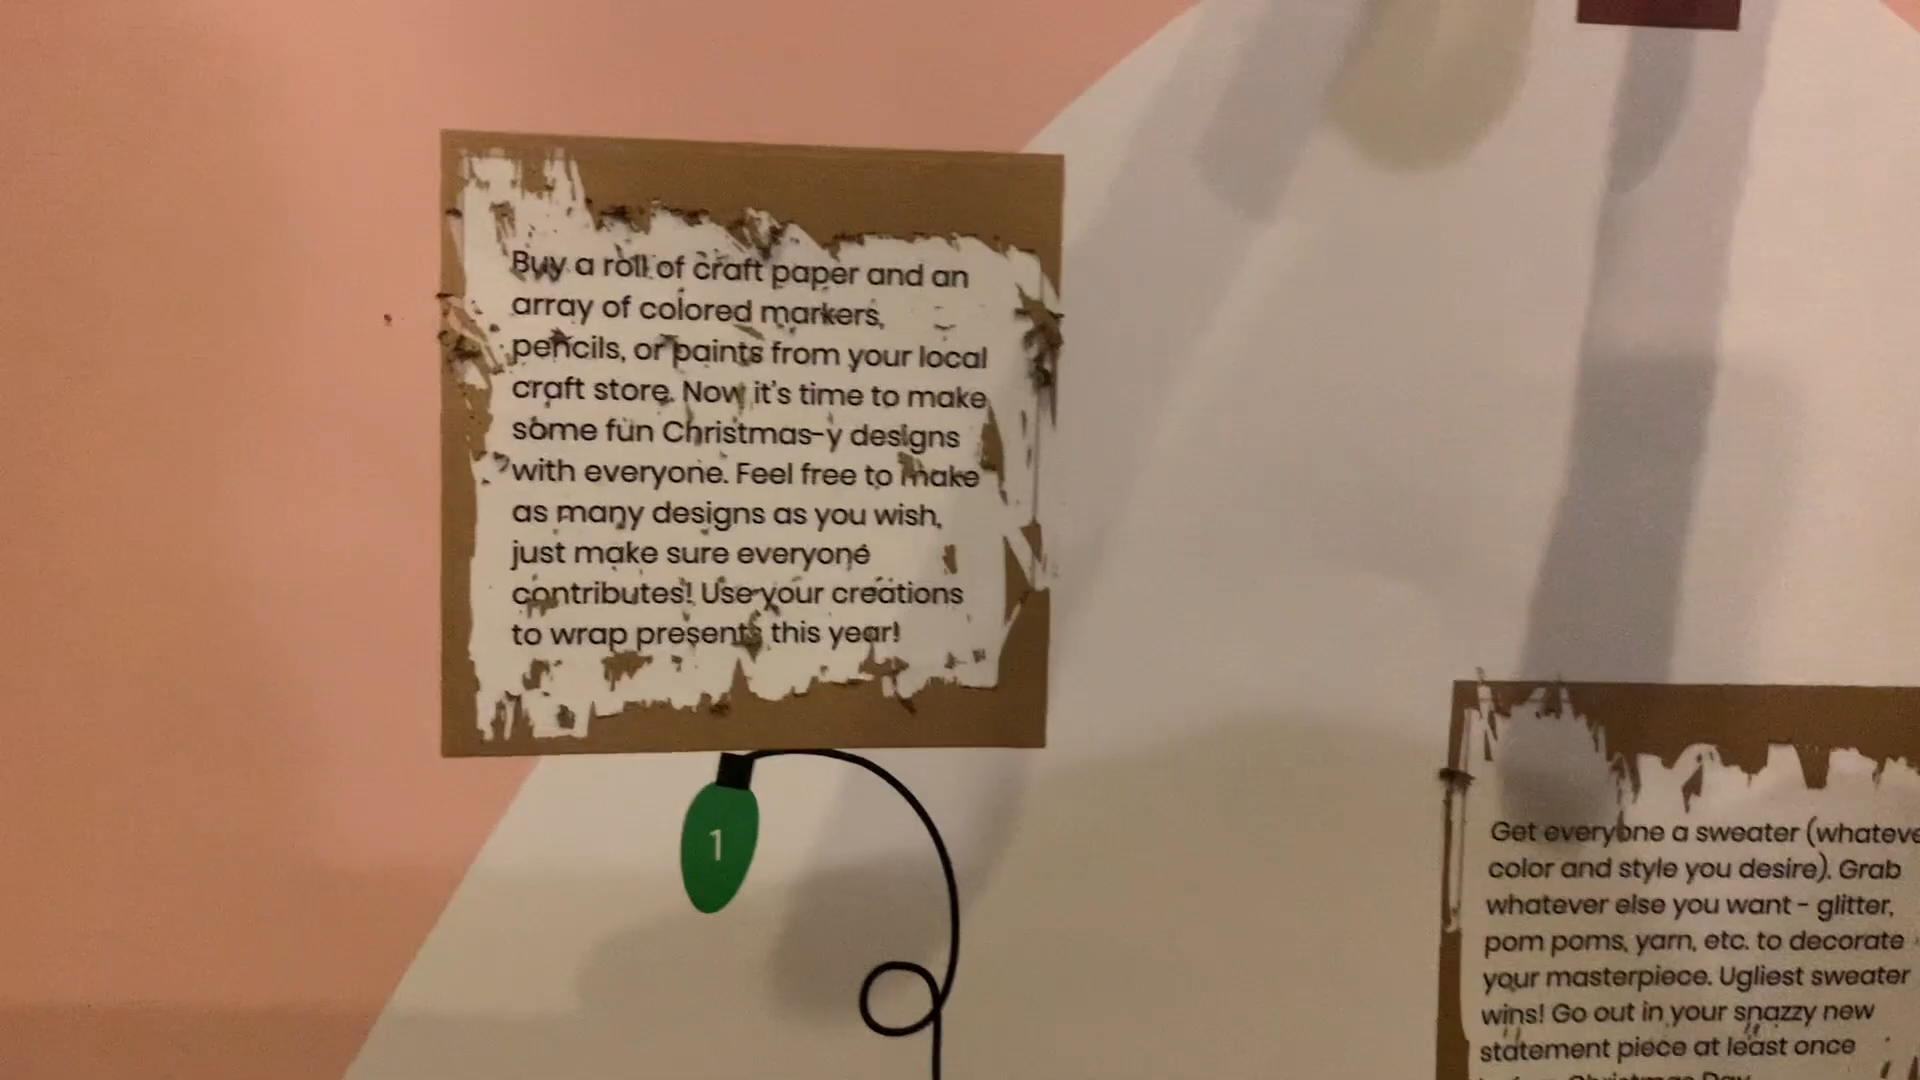 Buy a roll of craft paper and an
array of colored markers,
pencils, or paints from your local
craft store. Now it's time to make
some fun Christmas-y designs
with everyone. Feel free to make
as many designs as you wish,
just make sure everyone
contributes! Use your creations
to wrap presents this year!
1
Get everyone a sweater
color and style you desire). Grab
whatever else you want - glitter,
pom poms, yarn, etc. to decorate
your masterpiece. Ugliest sweater
wins! Go out in your snazzy new
statement piece at least once